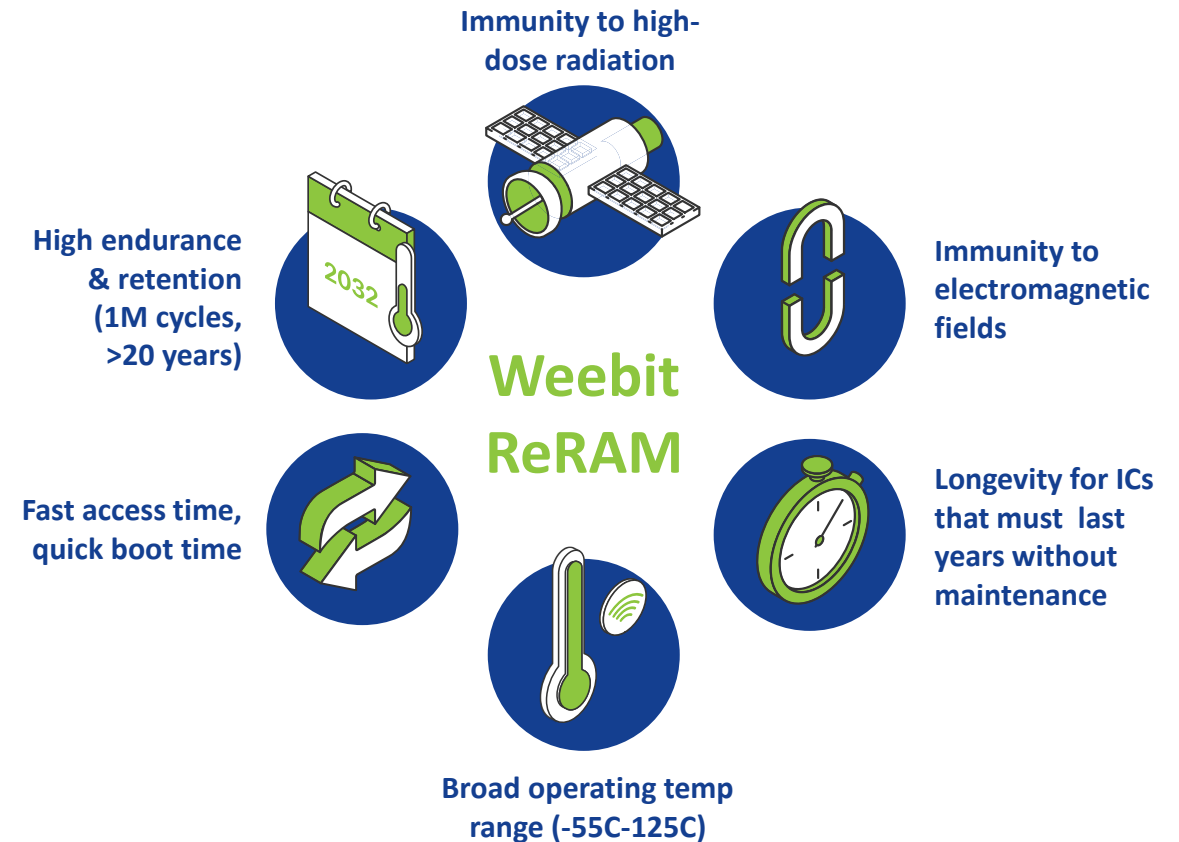 Immunity to high-
dose radiation
High endurance
& retention
(1M cycles,
>20 years)
2032
Immunity to
electromagnetic
fields
Weebit
ReRAM
Fast access time,
quick boot time
Longevity for ICs
that must last
years without
maintenance
Broad operating temp
range (-55C-125C)